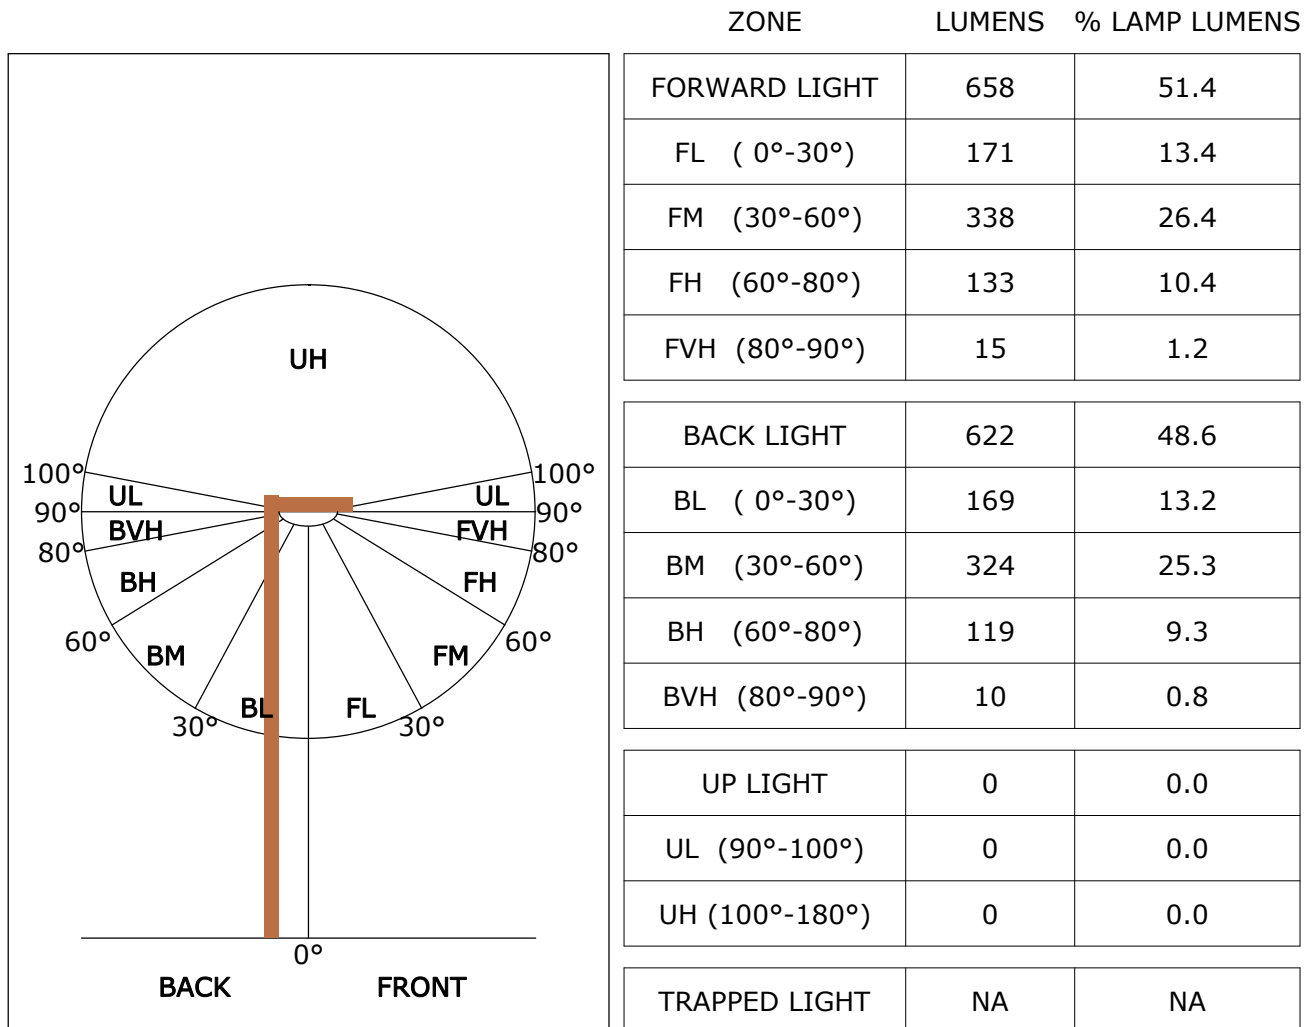 ZONE LUMENS % LAMP LUMENS
FORWARD LIGHT 658 51.4
FL ( 0°-30°) 171 13.4
FM (30°-60°) 338 26.4
FH (60°-80°) 133 10.4
FVH (80°-90°) 15 1.2
BACK LIGHT 622 48.6
BL ( 0°-30°) 169 13.2
BM (30°-60°) 324 25.3
BH (60°-80°) 119 9.3
BVH (80°-90°) 10 0.8
UP LIGHT 0 0.0
UL (90°-100°) 0 0.0
UH (100°-180°) 0 0.0
TRAPPED LIGHT NA NA
UH
100° 100°
UL UL
90° 90°
BVH FVH
80° 80°
BH FH
60° 60°
BM FM
BL FL
30° 30°
0°
BACK FRONT